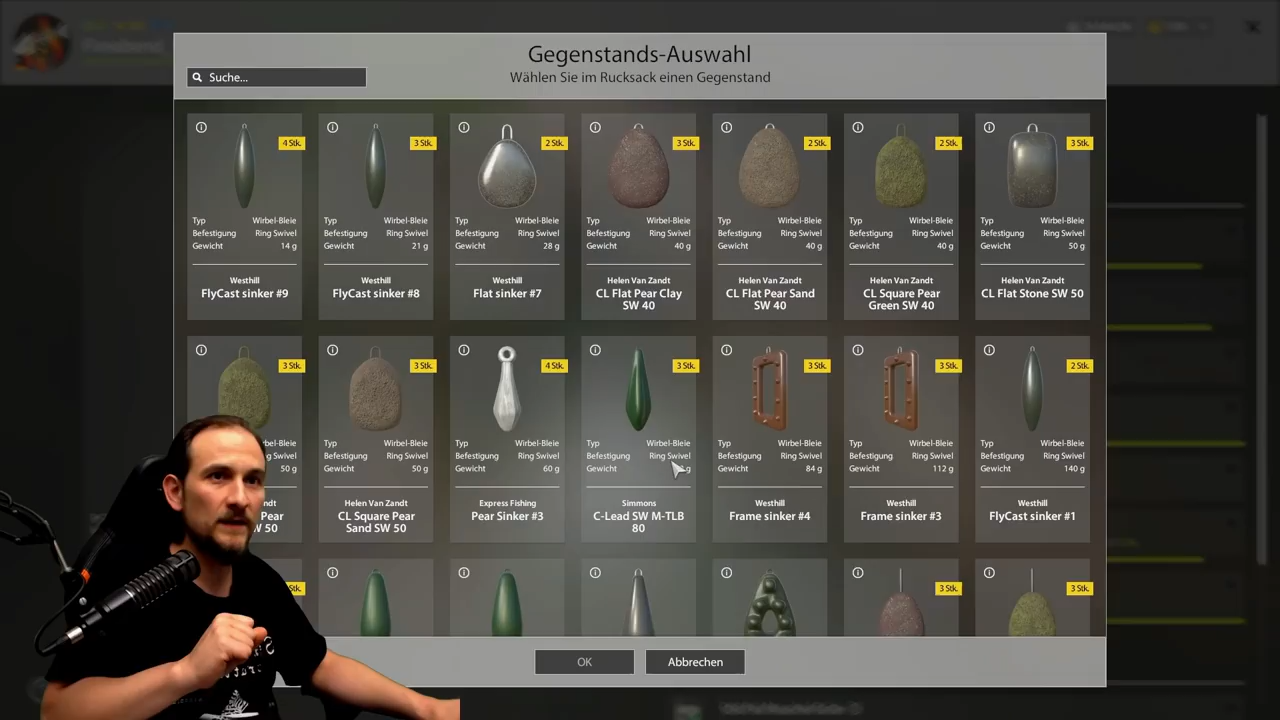 Gegenstands-Auswahl
Wählen Sie im Rucksack einen Gegenstand
Suche...
4 Stk.
Typ Wirbel-Bleie
Befestigung Ring Swivel
Gewicht 14 g
Westhill
FlyCast sinker #9
3 Stk.
Typ Wirbel-Bleie
Befestigung Ring Swivel
Gewicht 21 g
Westhill
FlyCast sinker #8
2 Stk.
Typ Wirbel-Bleie
Befestigung Ring Swivel
Gewicht 28 g
Westhill
Flat sinker #7
3 Stk.
Typ Wirbel-Bleie
Befestigung Ring Swivel
Gewicht 40 g
Helen Van Zandt
CL Flat Pear Clay
SW 40
2 Stk.
Typ Wirbel-Bleie
Befestigung Ring Swivel
Gewicht 40 g
Helen Van Zandt
CL Flat Pear Sand
SW 40
2 Stk.
Typ Wirbel-Bleie
Befestigung Ring Swivel
Gewicht 40 g
Helen Van Zandt
CL Square Pear
Green SW 40
3 Stk.
Typ Wirbel-Bleie
Befestigung Ring Swivel
Gewicht 50 g
Helen Van Zandt
CL Flat Stone SW 50
3 Stk.
Wirbel-Bleie
Ring Swivel
50 g
Zandt
Pear
SW 50
3 Stk.
Typ Wirbel-Bleie
Befestigung Ring Swivel
Gewicht 50 g
Helen Van Zandt
CL Square Pear
Sand SW 50
4 Stk.
Typ Wirbel-Bleie
Befestigung Ring Swivel
Gewicht 60 g
Express Fishing
Pear Sinker #3
3 Stk.
Typ Wirbel-Bleie
Befestigung Ring Swivel
Gewicht g
Simmons
C-Lead SW M-TLB
80
3 Stk.
Typ Wirbel-Bleie
Befestigung Ring Swivel
Gewicht 84 g
Westhill
Frame sinker #4
3 Stk.
Typ Wirbel-Bleie
Befestigung Ring Swivel
Gewicht 112 g
Westhill
Frame sinker #3
2 Stk.
Typ Wirbel-Bleie
Befestigung Ring Swivel
Gewicht 140 g
Westhill
FlyCast sinker #1
Stk.
3 Stk.
3 Stk.
OK
Abbrechen